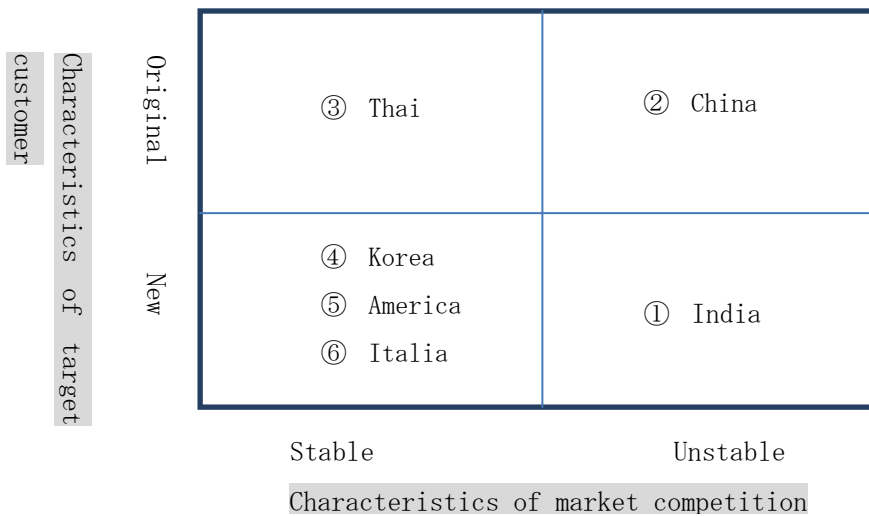 Characteristics of target
customer
Original
New
③ Thai
② China
④ Korea
⑤ America
⑥ Italia
① India
Stable
Unstable
Characteristics of market competition